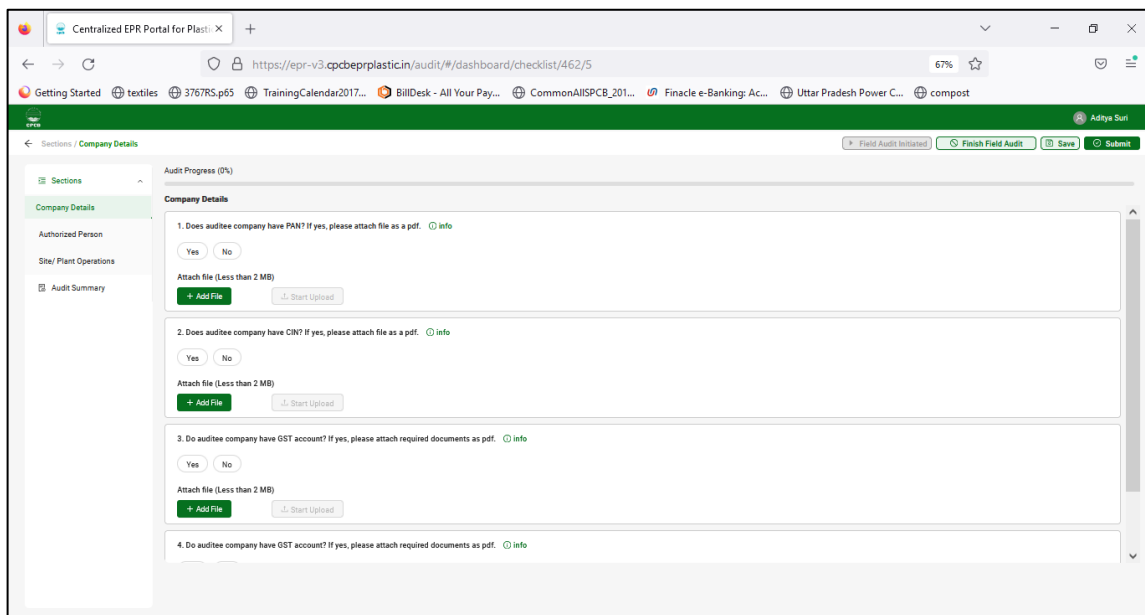 Centralized EPR Portal for Plasti
https://epr-v3.cpcbeprplastic.in/audit/#/dashboard/checklist/462/5
67%
Getting Started textiles 3767RS.p65 TrainingCalendar2017... BillDesk - All Your Pay... CommonAllSPCB_201... Finacle e-Banking: Ac... Uttar Pradesh Power C... compost
CPCB
Aditya Suri
Sections / Company Details
Field Audit Initiated Finish Field Audit Save Submit
Sections
Company Details
Authorized Person
Site/ Plant Operations
Audit Summary
Audit Progress (0%)
Company Details
1. Does auditee company have PAN? If yes, please attach file as a pdf. info
Yes No
Attach file (Less than 2 MB)
+ Add File Start Upload
2. Does auditee company have CIN? If yes, please attach file as a pdf. info
Yes No
Attach file (Less than 2 MB)
+ Add File Start Upload
3. Do auditee company have GST account? If yes, please attach required documents as pdf. info
Yes No
Attach file (Less than 2 MB)
+ Add File Start Upload
4. Do auditee company have GST account? If yes, please attach required documents as pdf. info